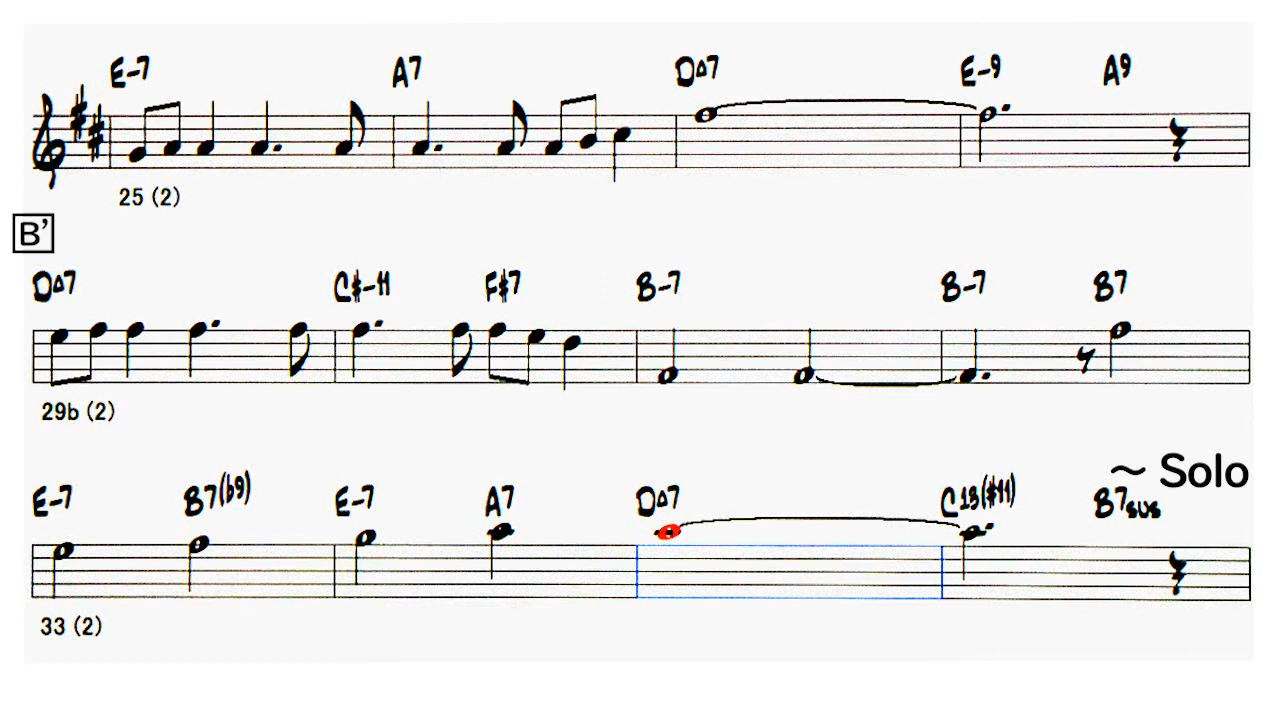 E-7 A7 D∆7 E-9 A9
25 (2)
B’
D∆7 C#-11 F#7 B-7 B-7 B7
29b (2)
~ Solo
E-7 B7(b9) E-7 A7 D∆7 C13(#11) B7sus
33 (2)